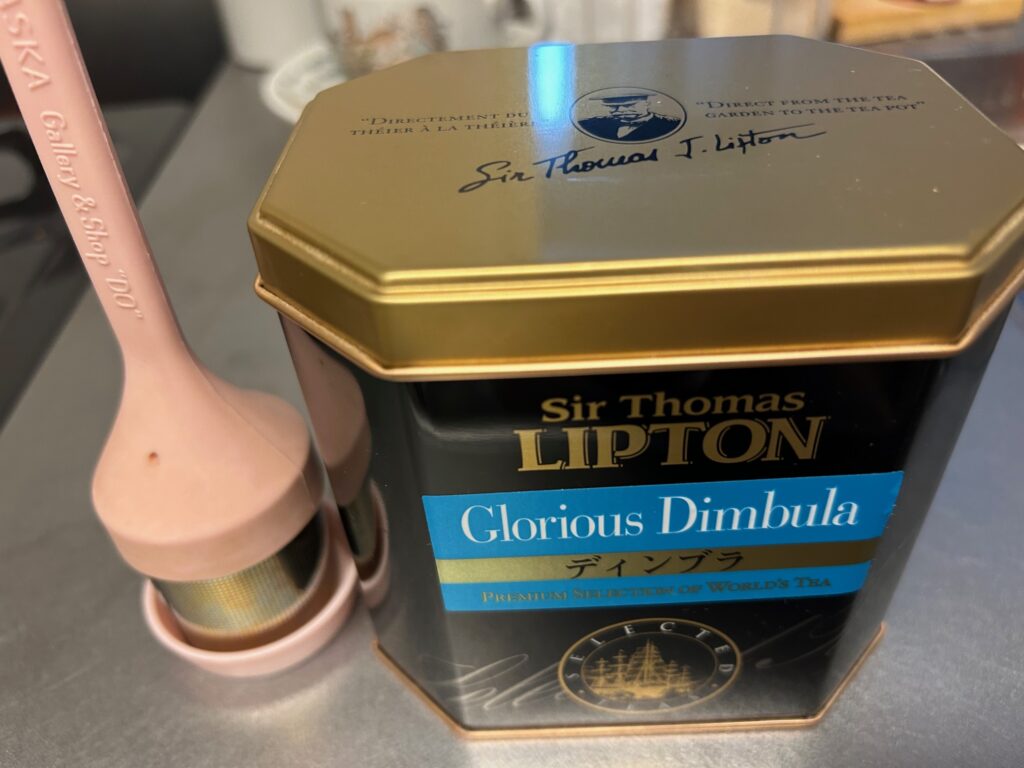 ASKA Gallery & Shop "DO"
"DIRECTEMENT DU
THÉIER À LA THÉIÈRE
"DIRECT FROM THE TEA
GARDEN TO THE TEA POT"
Sir Thomas J. Lipton
Sir Thomas
LIPTON
Glorious Dimbula
ディンブラ
PREMIUM SELECTION OF WORLD'S TEA
SELECTED